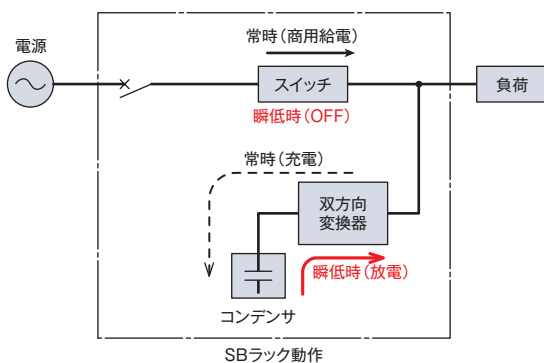 常時(商用給電)
電源
スイッチ
負荷
瞬低時(OFF)
常時(充電)
双方向
変換器
瞬低時(放電)
コンデンサ
SBラック動作